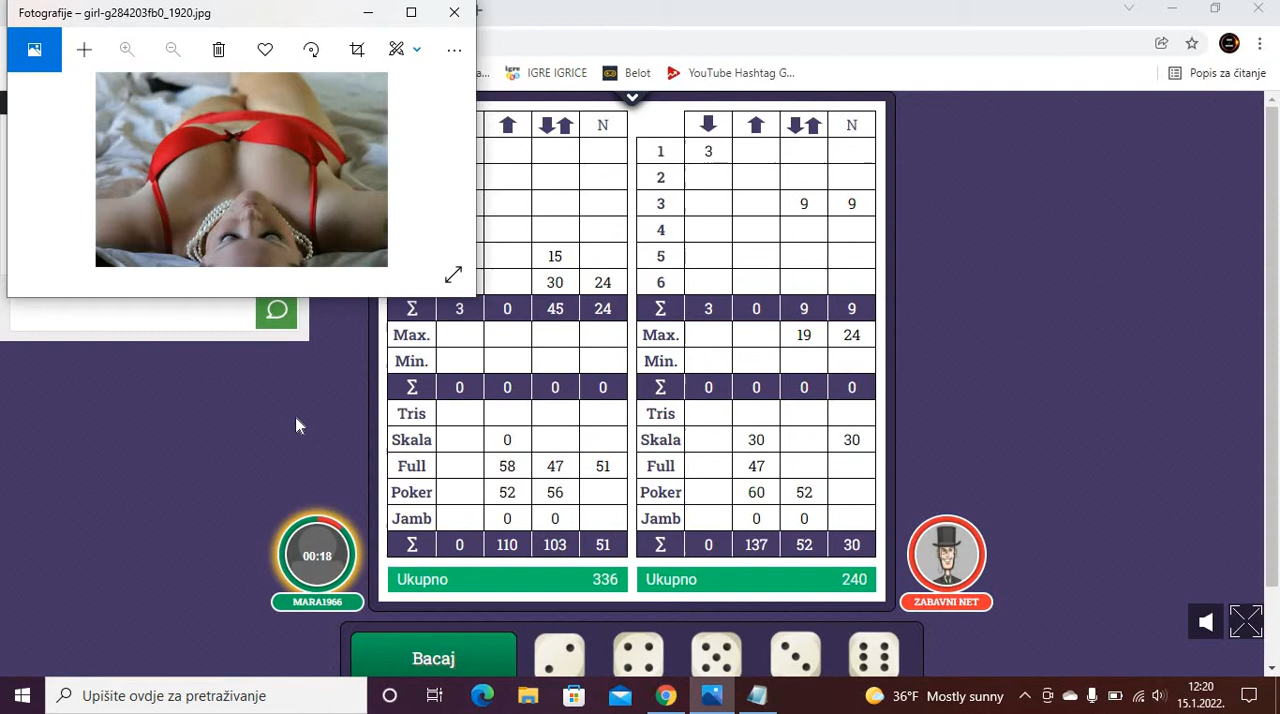 Fotografije – girl-g284203fb0_1920.jpg
a...
IGRE IGRICE
Belot
YouTube Hashtag G...
Popis za čitanje
N
15
30 24
Σ 3 0 45 24
Max.
Min.
Σ 0 0 0 0
Tris
Skala 0
Full 58 47 51
Poker 52 56
Jamb 0 0
Σ 0 110 103 51
Ukupno 336
N
1 3
2
3 9 9
4
5
6
Σ 3 0 9 9
Max. 19 24
Min.
Σ 0 0 0 0
Tris
Skala 30 30
Full 47
Poker 60 52
Jamb 0 0
Σ 0 137 52 30
Ukupno 240
00:18
MARA1966
ZABAVNI NET
Bacaj
Upišite ovdje za pretraživanje
36°F Mostly sunny
12:20
15.1.2022.